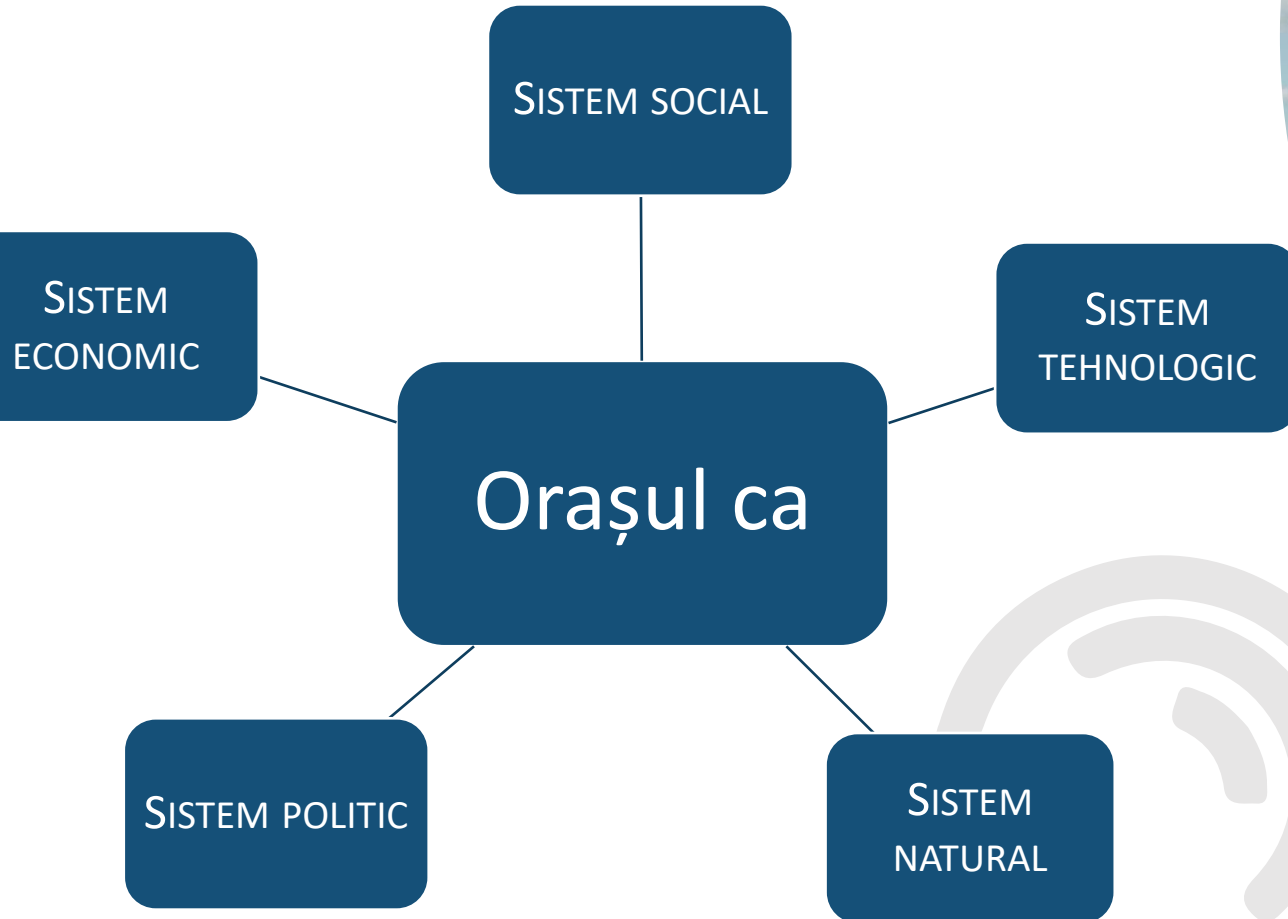 Sistem social
Sistem
economic
Sistem
tehnologic
Orașul ca
Sistem politic
Sistem
natural